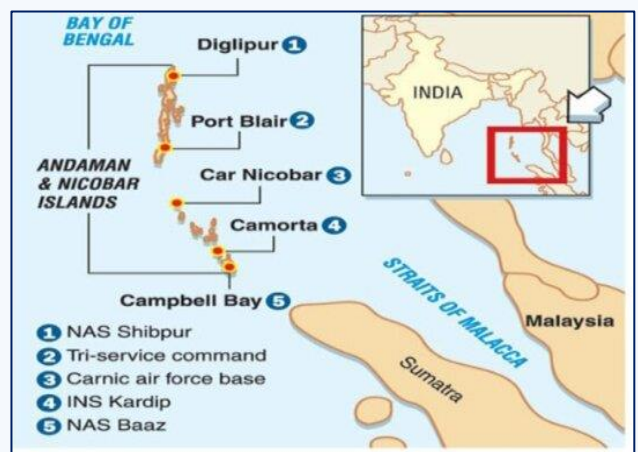 BAY OF
BENGAL
Diglipur 1
Port Blair 2
ANDAMAN
& NICOBAR
ISLANDS
Car Nicobar 3
Camorta 4
Campbell Bay 5
INDIA
STRAITS OF MALACCA
Malaysia
Sumatra
1 NAS Shibpur
2 Tri-service command
3 Carnic air force base
4 INS Kardip
5 NAS Baaz